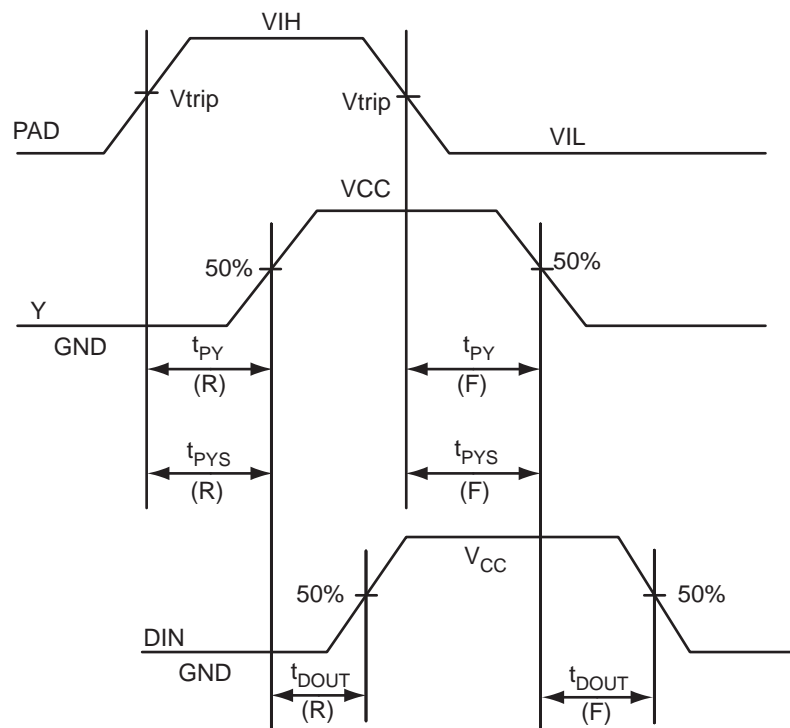 VIH
Vtrip
Vtrip
PAD
VIL
VCC
50%
50%
Y
GND
tPY
(R)
tPY
(F)
tPYS
(R)
tPYS
(F)
VCC
50%
50%
DIN
GND
tDOUT
(R)
tDOUT
(F)